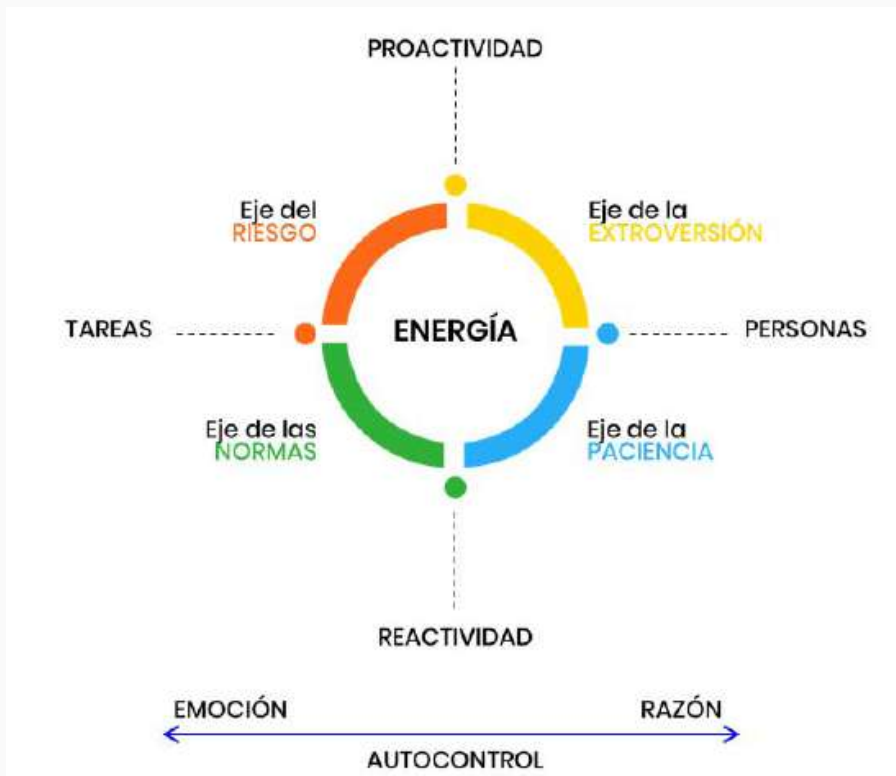 PROACTIVIDAD
Eje del
RIESGO
Eje de la
EXTROVERSIÓN
TAREAS
ENERGÍA
PERSONAS
Eje de las
NORMAS
Eje de la
PACIENCIA
REACTIVIDAD
EMOCIÓN
RAZÓN
AUTOCONTROL